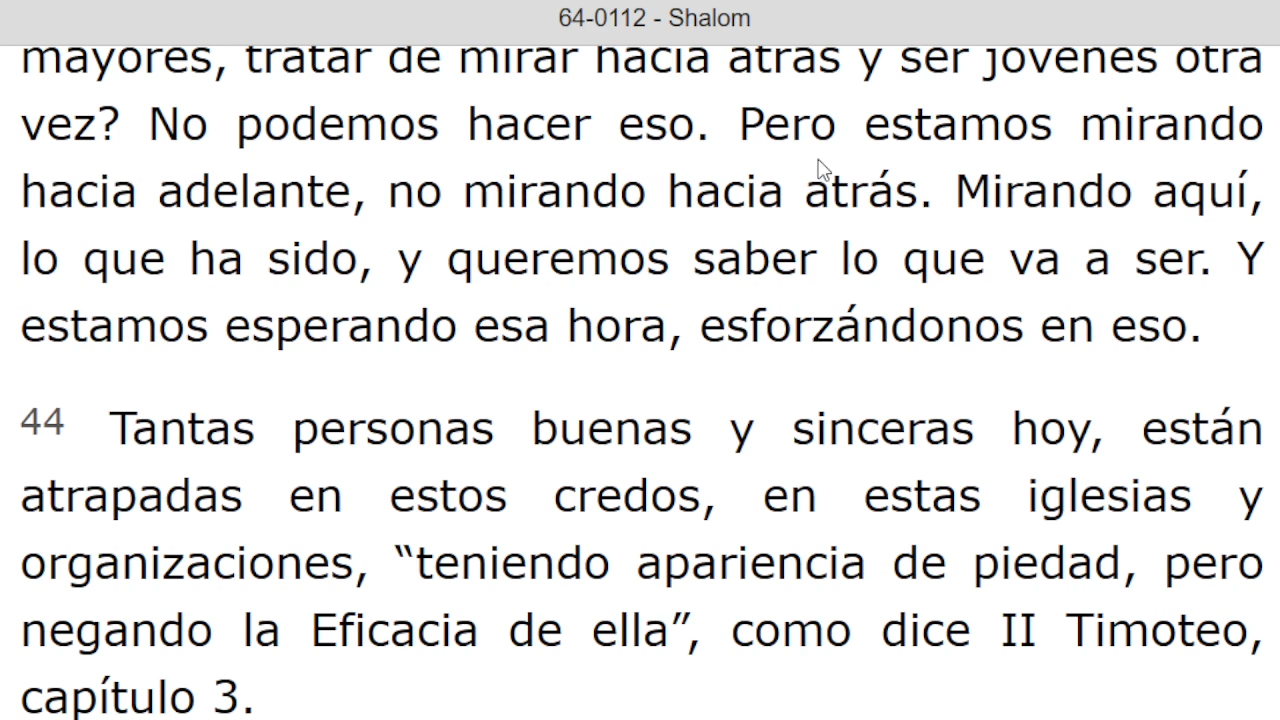 64-0112 - Shalom
mayores, tratar de mirar hacia atrás y ser jóvenes otra
vez? No podemos hacer eso. Pero estamos mirando
hacia adelante, no mirando hacia atrás. Mirando aquí,
lo que ha sido, y queremos saber lo que va a ser. Y
estamos esperando esa hora, esforzándonos en eso.
44 Tantas personas buenas y sinceras hoy, están
atrapadas en estos credos, en estas iglesias y
organizaciones, “teniendo apariencia de piedad, pero
negando la Eficacia de ella”, como dice II Timoteo,
capítulo 3.